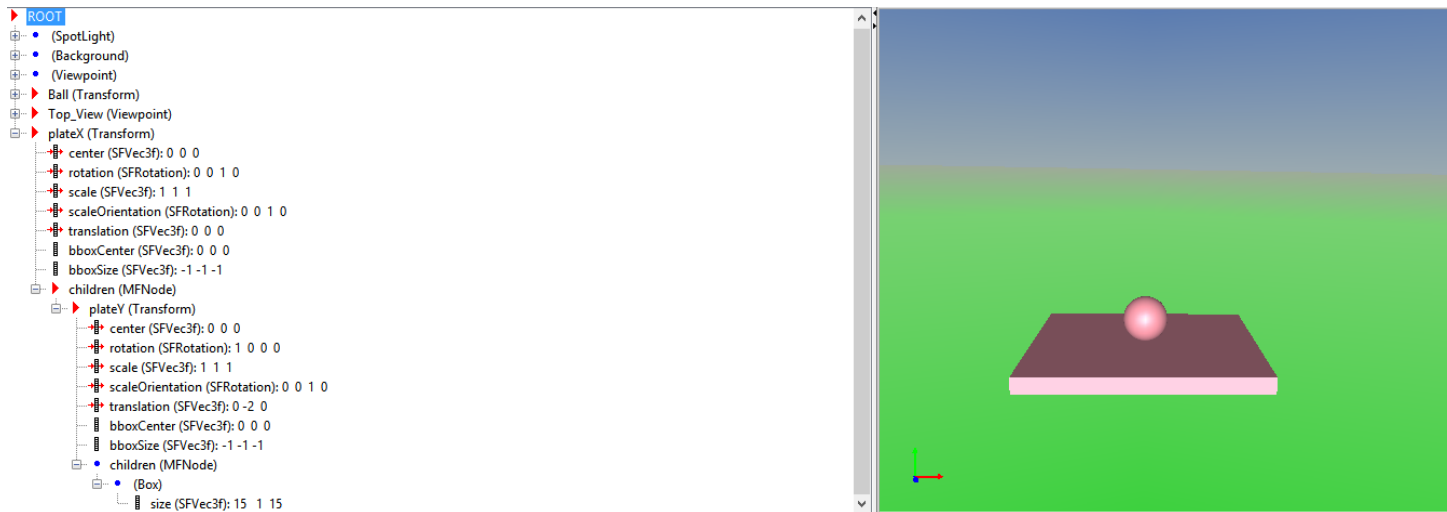 ROOT
(SpotLight)
(Background)
(Viewpoint)
Ball (Transform)
Top_View (Viewpoint)
plateX (Transform)
center (SFVec3f): 0 0 0
rotation (SFRotation): 0 0 1 0
scale (SFVec3f): 1 1 1
scaleOrientation (SFRotation): 0 0 1 0
translation (SFVec3f): 0 0 0
bboxCenter (SFVec3f): 0 0 0
bboxSize (SFVec3f): -1 -1 -1
children (MFNode)
plateY (Transform)
center (SFVec3f): 0 0 0
rotation (SFRotation): 1 0 0 0
scale (SFVec3f): 1 1 1
scaleOrientation (SFRotation): 0 0 1 0
translation (SFVec3f): 0 -2 0
bboxCenter (SFVec3f): 0 0 0
bboxSize (SFVec3f): -1 -1 -1
children (MFNode)
(Box)
size (SFVec3f): 15 1 15